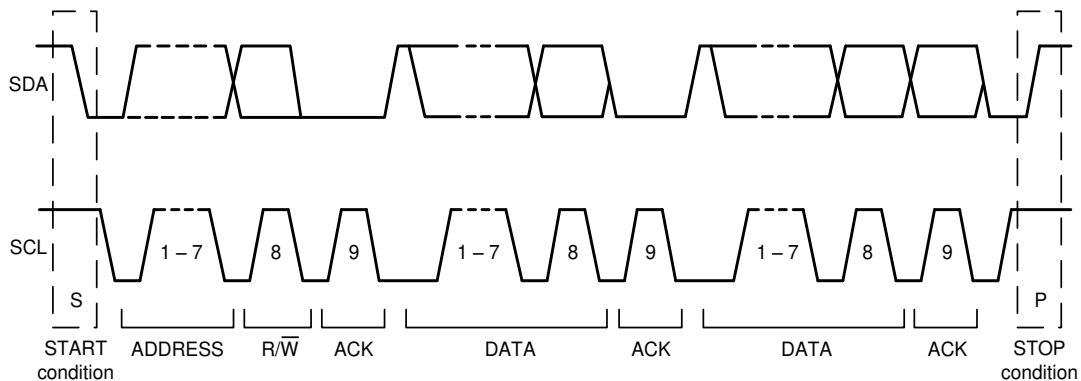 SDA
SCL
1 – 7 8 9 1 – 7 8 9 1 – 7 8 9
S P
START condition ADDRESS R/W̅ ACK DATA ACK DATA ACK STOP condition